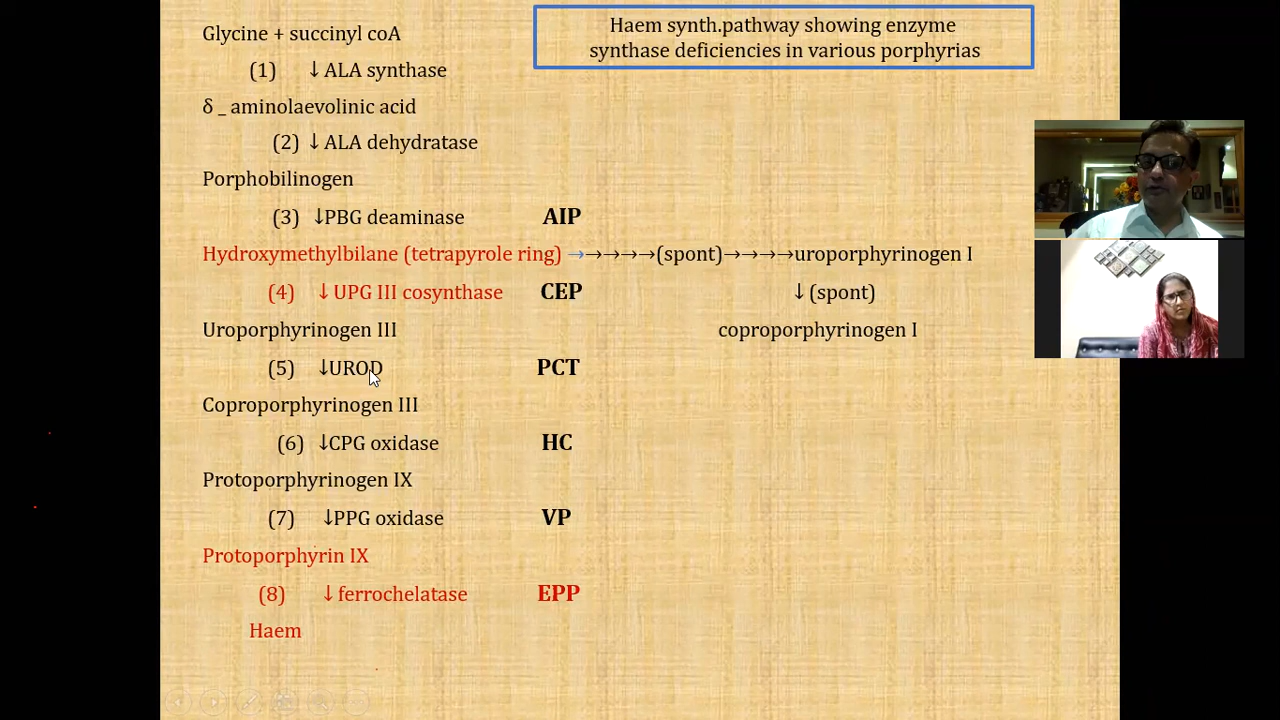 Haem synth.pathway showing enzyme
synthase deficiencies in various porphyrias
Glycine + succinyl coA
(1) ↓ ALA synthase
δ _ aminolaevolinic acid
(2) ↓ ALA dehydratase
Porphobilinogen
(3) ↓PBG deaminase AIP
Hydroxymethylbilane (tetrapyrole ring) →→→→→(spont)→→→→uroporphyrinogen I
(4) ↓ UPG III cosynthase CEP ↓ (spont)
Uroporphyrinogen III coproporphyrinogen I
(5) ↓UROD PCT
Coproporphyrinogen III
(6) ↓CPG oxidase HC
Protoporphyrinogen IX
(7) ↓PPG oxidase VP
Protoporphyrin IX
(8) ↓ ferrochelatase EPP
Haem